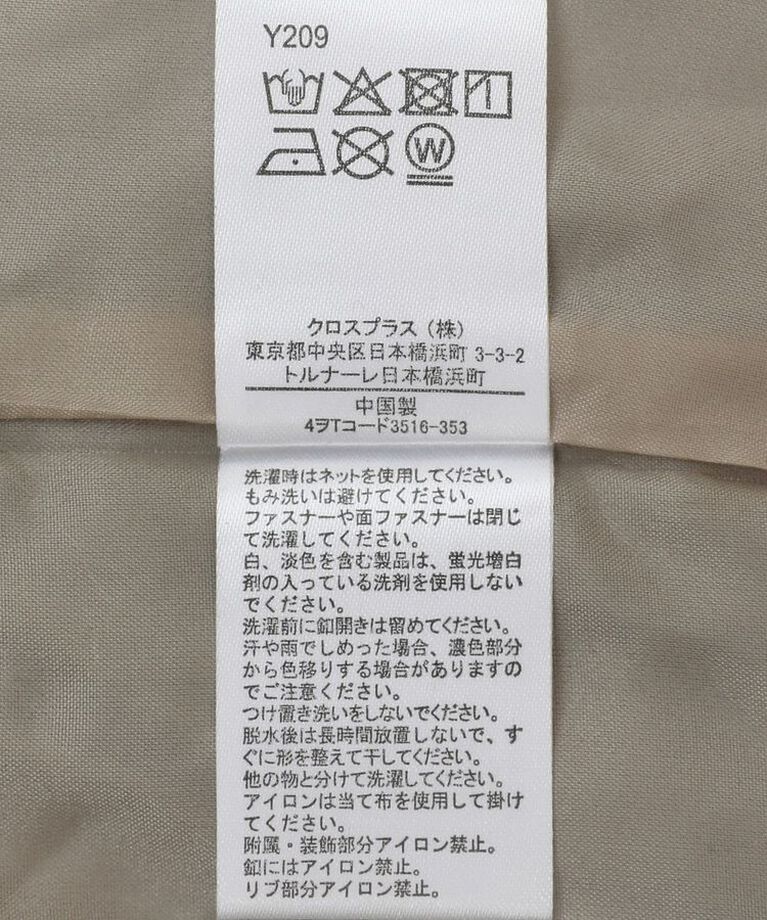 Y209
W
クロスプラス（株）
東京都中央区日本橋浜町 3-3-2
トルナーレ日本橋浜町
中国製
4ヲTコード3516-353
洗濯時はネットを使用してください。
もみ洗いは避けてください。
ファスナーや面ファスナーは閉じ
て洗濯してください。
白、淡色を含む製品は、蛍光増白
剤の入っている洗剤を使用しない
でください。
洗濯前に釦開きは留めてください。
汗や雨でしめった場合、濃色部分
から色移りする場合がありますの
でご注意ください。
つけ置き洗いをしないでください。
脱水後は長時間放置しないで、す
ぐに形を整えて干してください。
他の物と分けて洗濯してください。
アイロンは当て布を使用して掛け
てください。
附属・装飾部分アイロン禁止。
釦にはアイロン禁止。
リブ部分アイロン禁止。